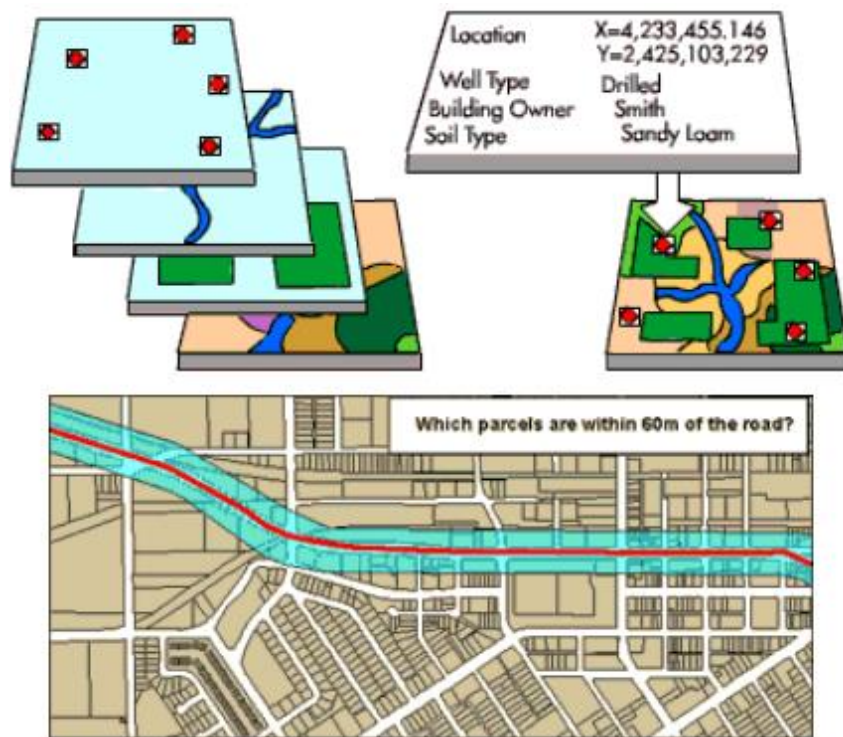 Location X=4,233,455.146
Y=2,425,103,229
Well Type Drilled
Building Owner Smith
Soil Type Sandy Loam
Which parcels are within 60m of the road?